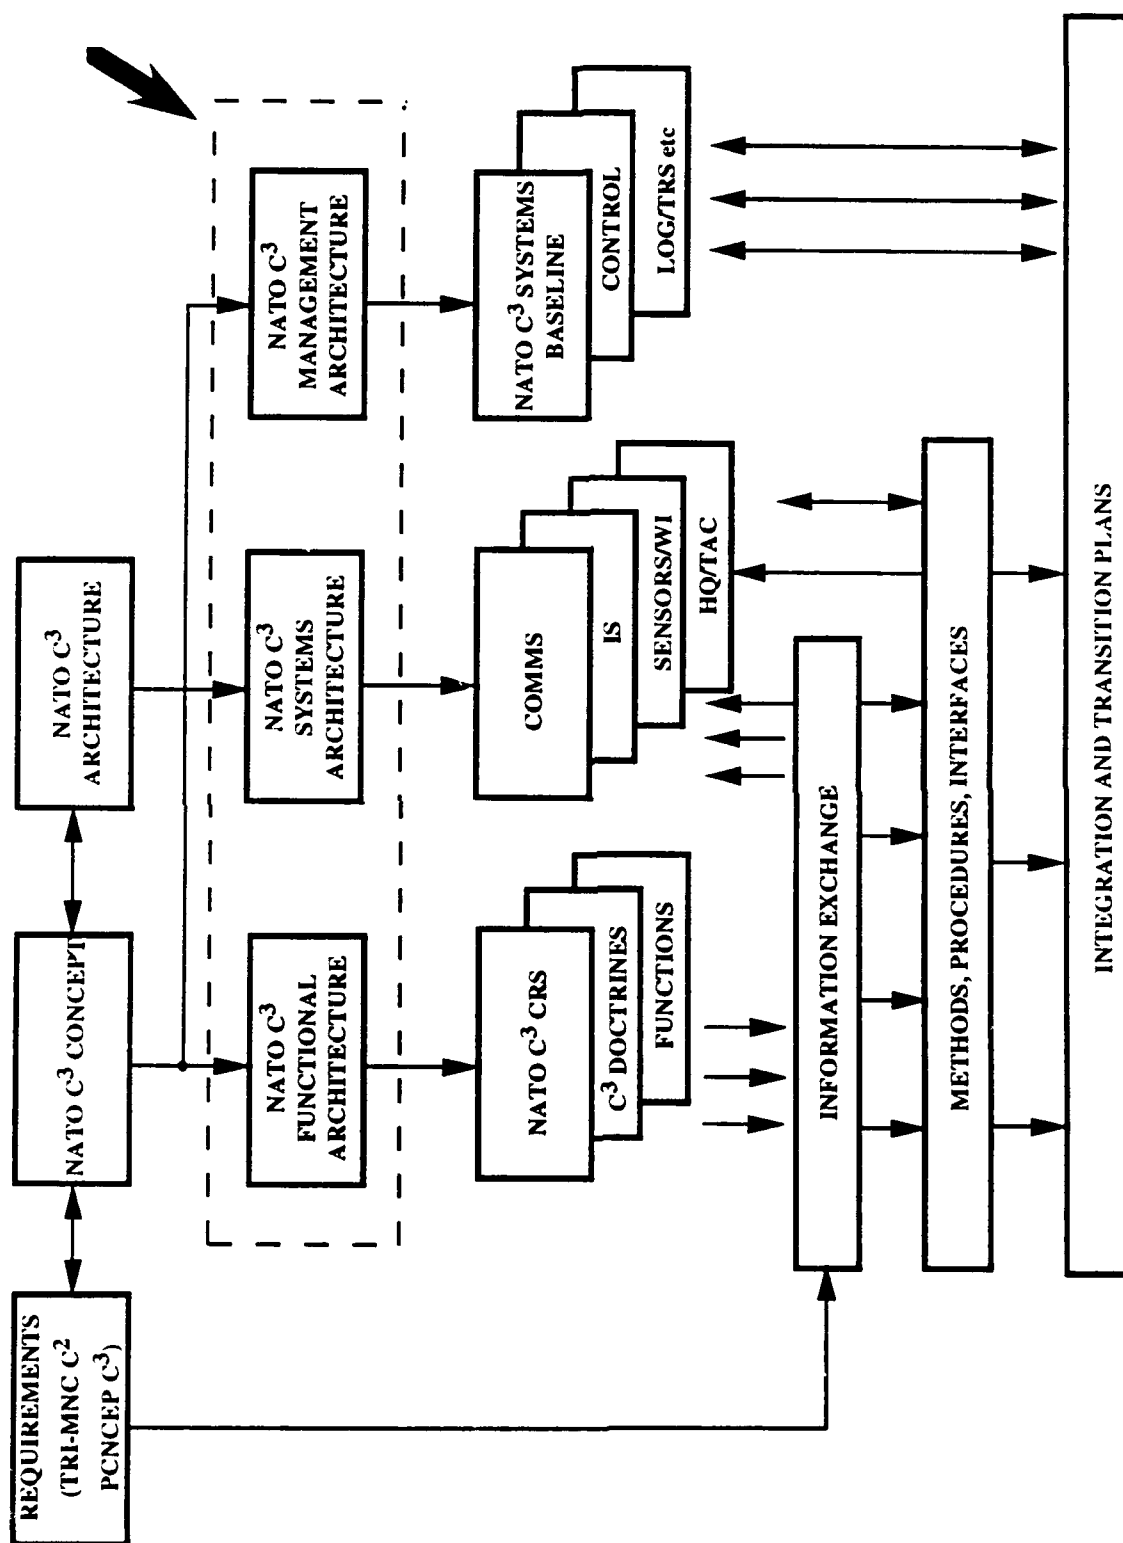 REQUIREMENTS
(TRI-MNC C² 
PCNCEP C³)
NATO C³ CONCEPT
NATO C³
ARCHITECTURE
NATO C³
FUNCTIONAL
ARCHITECTURE
NATO C³
SYSTEMS
ARCHITECTURE
NATO C³
MANAGEMENT
ARCHITECTURE
NATO C³ CRS
C³ DOCTRINES
FUNCTIONS
COMMS
IS
SENSORS/WI
HQ/TAC
NATO C³ SYSTEMS
BASELINE
CONTROL
LOG/TRS etc
INFORMATION EXCHANGE
METHODS, PROCEDURES, INTERFACES
INTEGRATION AND TRANSITION PLANS